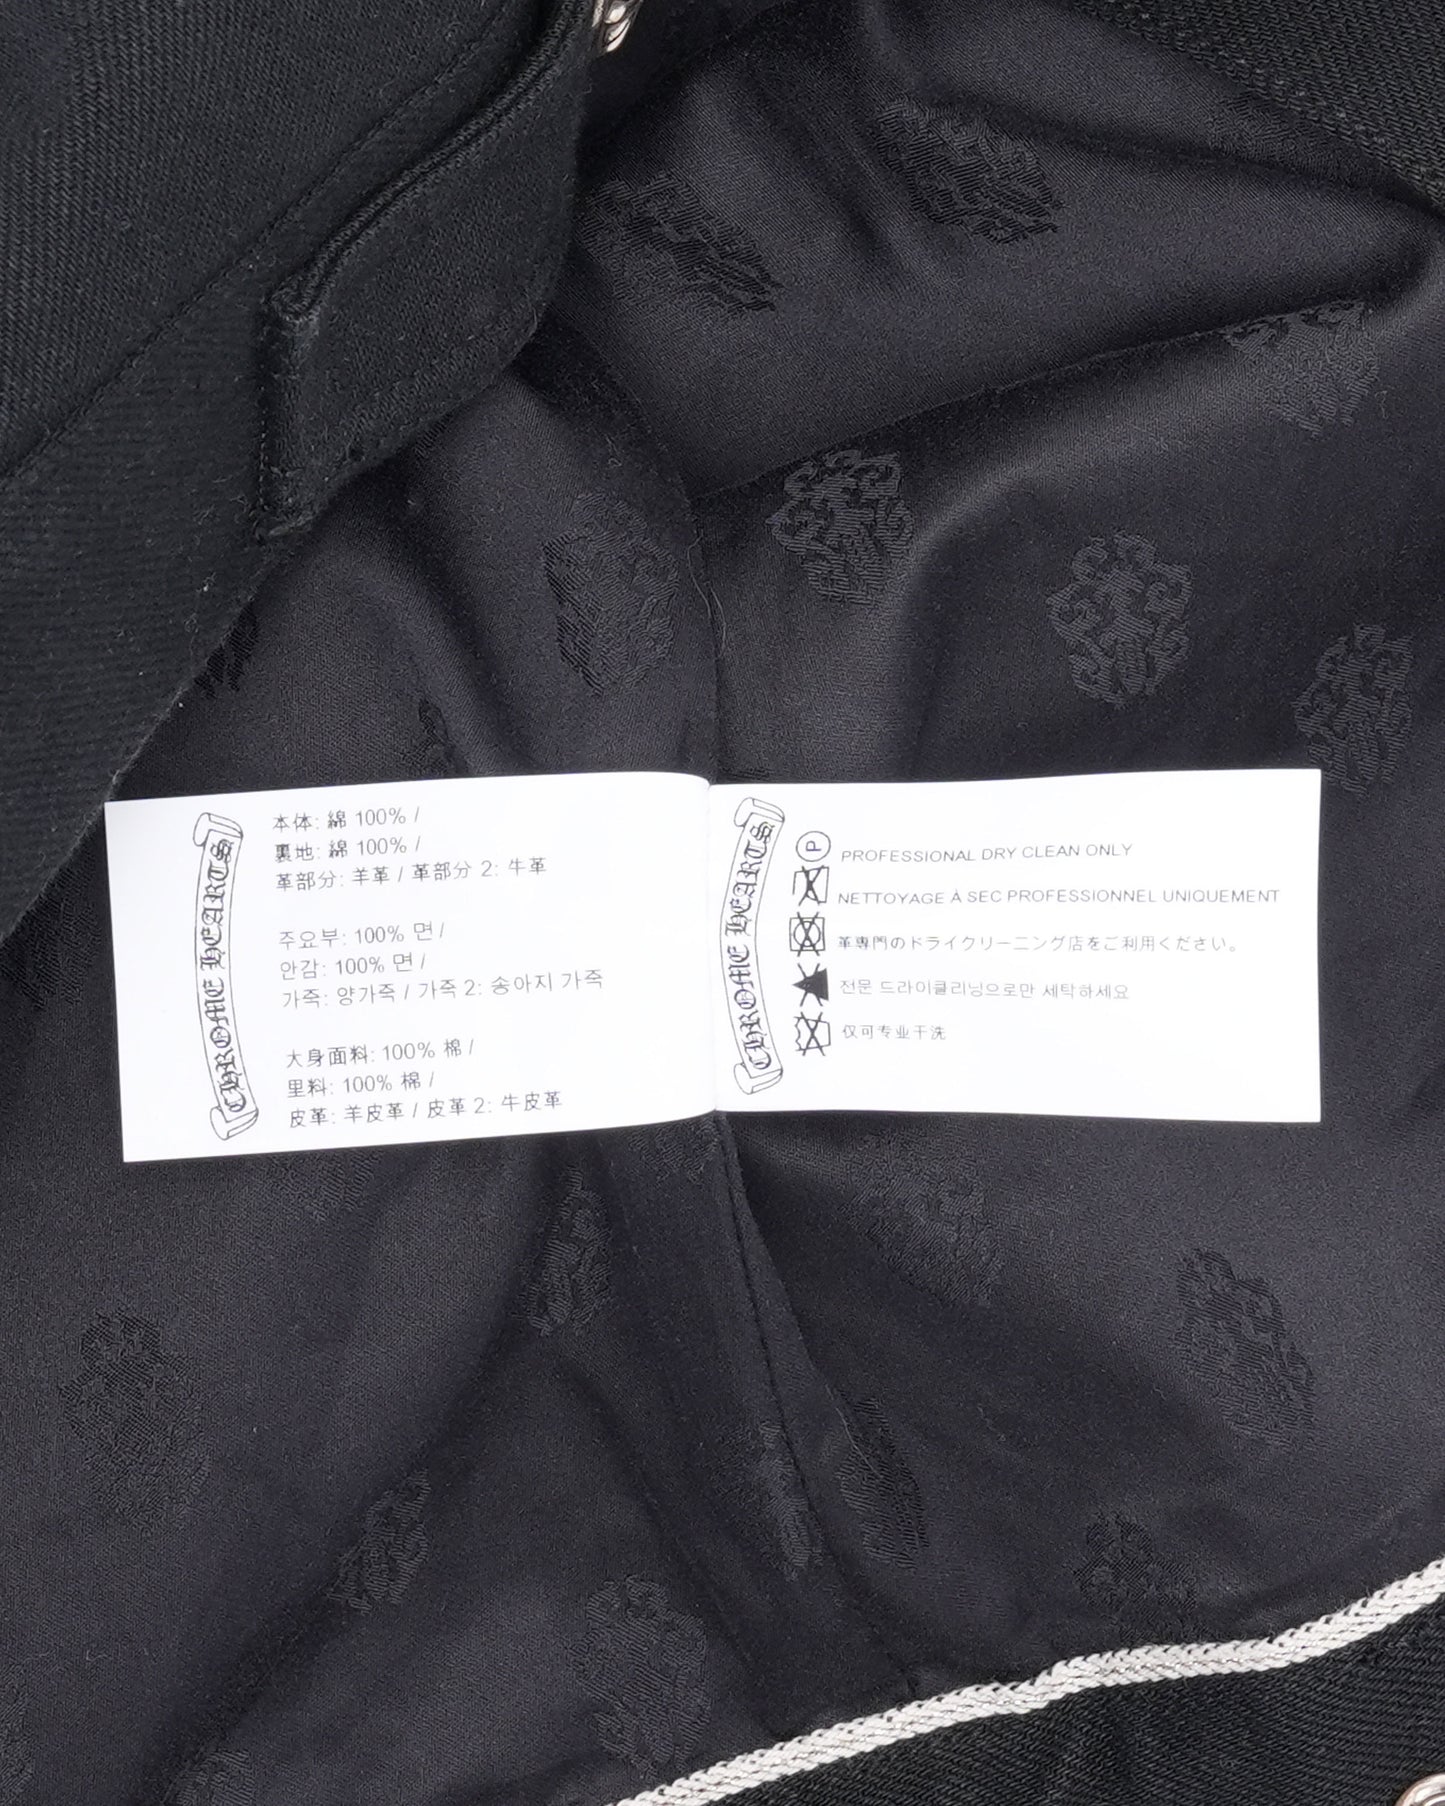 CHROME HEARTS
本体: 綿 100% /
裏地: 綿 100% /
革部分: 羊革 / 革部分 2: 牛革
주요부: 100% 면 /
안감: 100% 면 /
가죽: 양가죽 / 가죽 2: 송아지 가죽
大身面料: 100% 棉 /
里料: 100% 棉 /
皮革: 羊皮革 / 皮革 2: 牛皮革
CHROME HEARTS
P
PROFESSIONAL DRY CLEAN ONLY
NETTOYAGE À SEC PROFESSIONNEL UNIQUEMENT
革専門のドライクリーニング店をご利用ください。
전문 드라이클리닝으로만 세탁하세요
仅可专业干洗